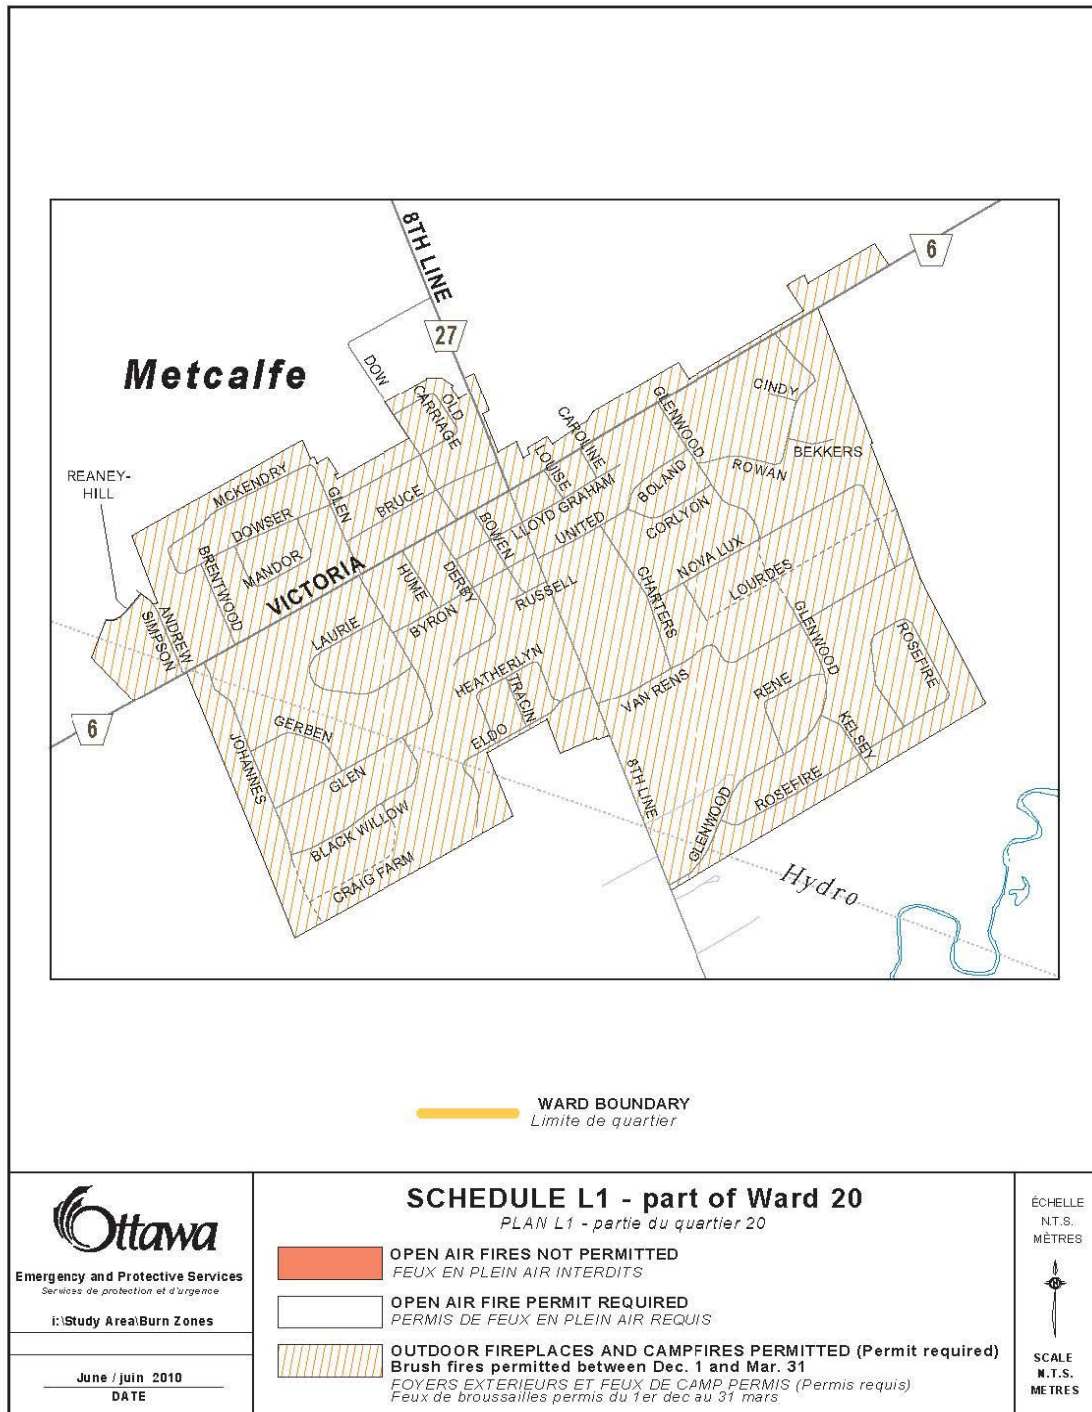 8TH LINE
6
27
Metcalfe
DOW
OLD
CARRIAGE
CINDY
GLENWOOD
CAROLINE
BEKKERS
ROWAN
LOUISE
BOLAND
REANEY-
HILL
MCKENDRY
GLEN
BRUCE
LLOYD GRAHAM
CORLYON
DOWSER
BOWEN
UNITED
NOVA LUX
BRENTWOOD
MANDOR
VICTORIA
HUME
DERBY
RUSSELL
CHARTERS
LOURDES
ANDREW
SIMPSON
LAURIE
BYRON
GLENWOOD
ROSEFIRE
HEATHERLYN
TRACIN
VAN RENS
RENE
6
GERBEN
JOHANNES
ELDO
KELSEY
GLEN
8TH LINE
ROSEFIRE
GLENWOOD
BLACK WILLOW
CRAIG FARM
Hydro
WARD BOUNDARY
Limite de quartier
Ottawa
Emergency and Protective Services
Services de protection et d'urgence
i:\Study Area\Burn Zones
June / juin 2010
DATE
SCHEDULE L1 - part of Ward 20
PLAN L1 - partie du quartier 20
OPEN AIR FIRES NOT PERMITTED
FEUX EN PLEIN AIR INTERDITS
OPEN AIR FIRE PERMIT REQUIRED
PERMIS DE FEUX EN PLEIN AIR REQUIS
OUTDOOR FIREPLACES AND CAMPFIRES PERMITTED (Permit required)
Brush fires permitted between Dec. 1 and Mar. 31
FOYERS EXTERIEURS ET FEUX DE CAMP PERMIS (Permis requis)
Feux de broussailles permis du 1er dec au 31 mars
ÉCHELLE
N.T.S.
MÈTRES
SCALE
N.T.S.
METRES